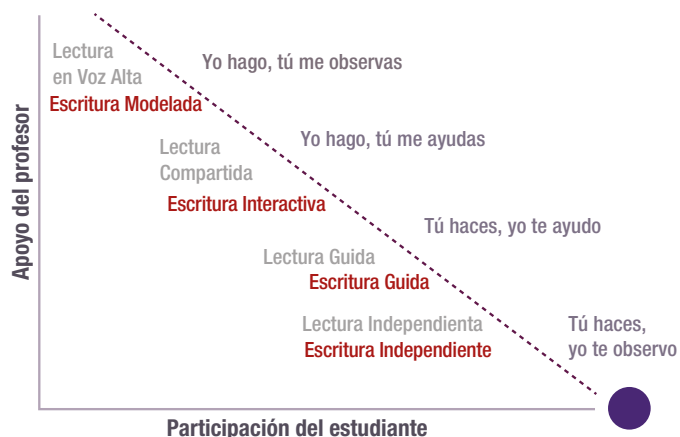 Lectura
en Voz Alta
Escritura Modelada
Yo hago, tú me observas
Lectura
Compartida
Escritura Interactiva
Yo hago, tú me ayudas
Lectura Guida
Escritura Guida
Tú haces, yo te ayudo
Lectura Independienta
Escritura Independiente
Tú haces,
yo te observo
Apoyo del profesor
Participación del estudiante